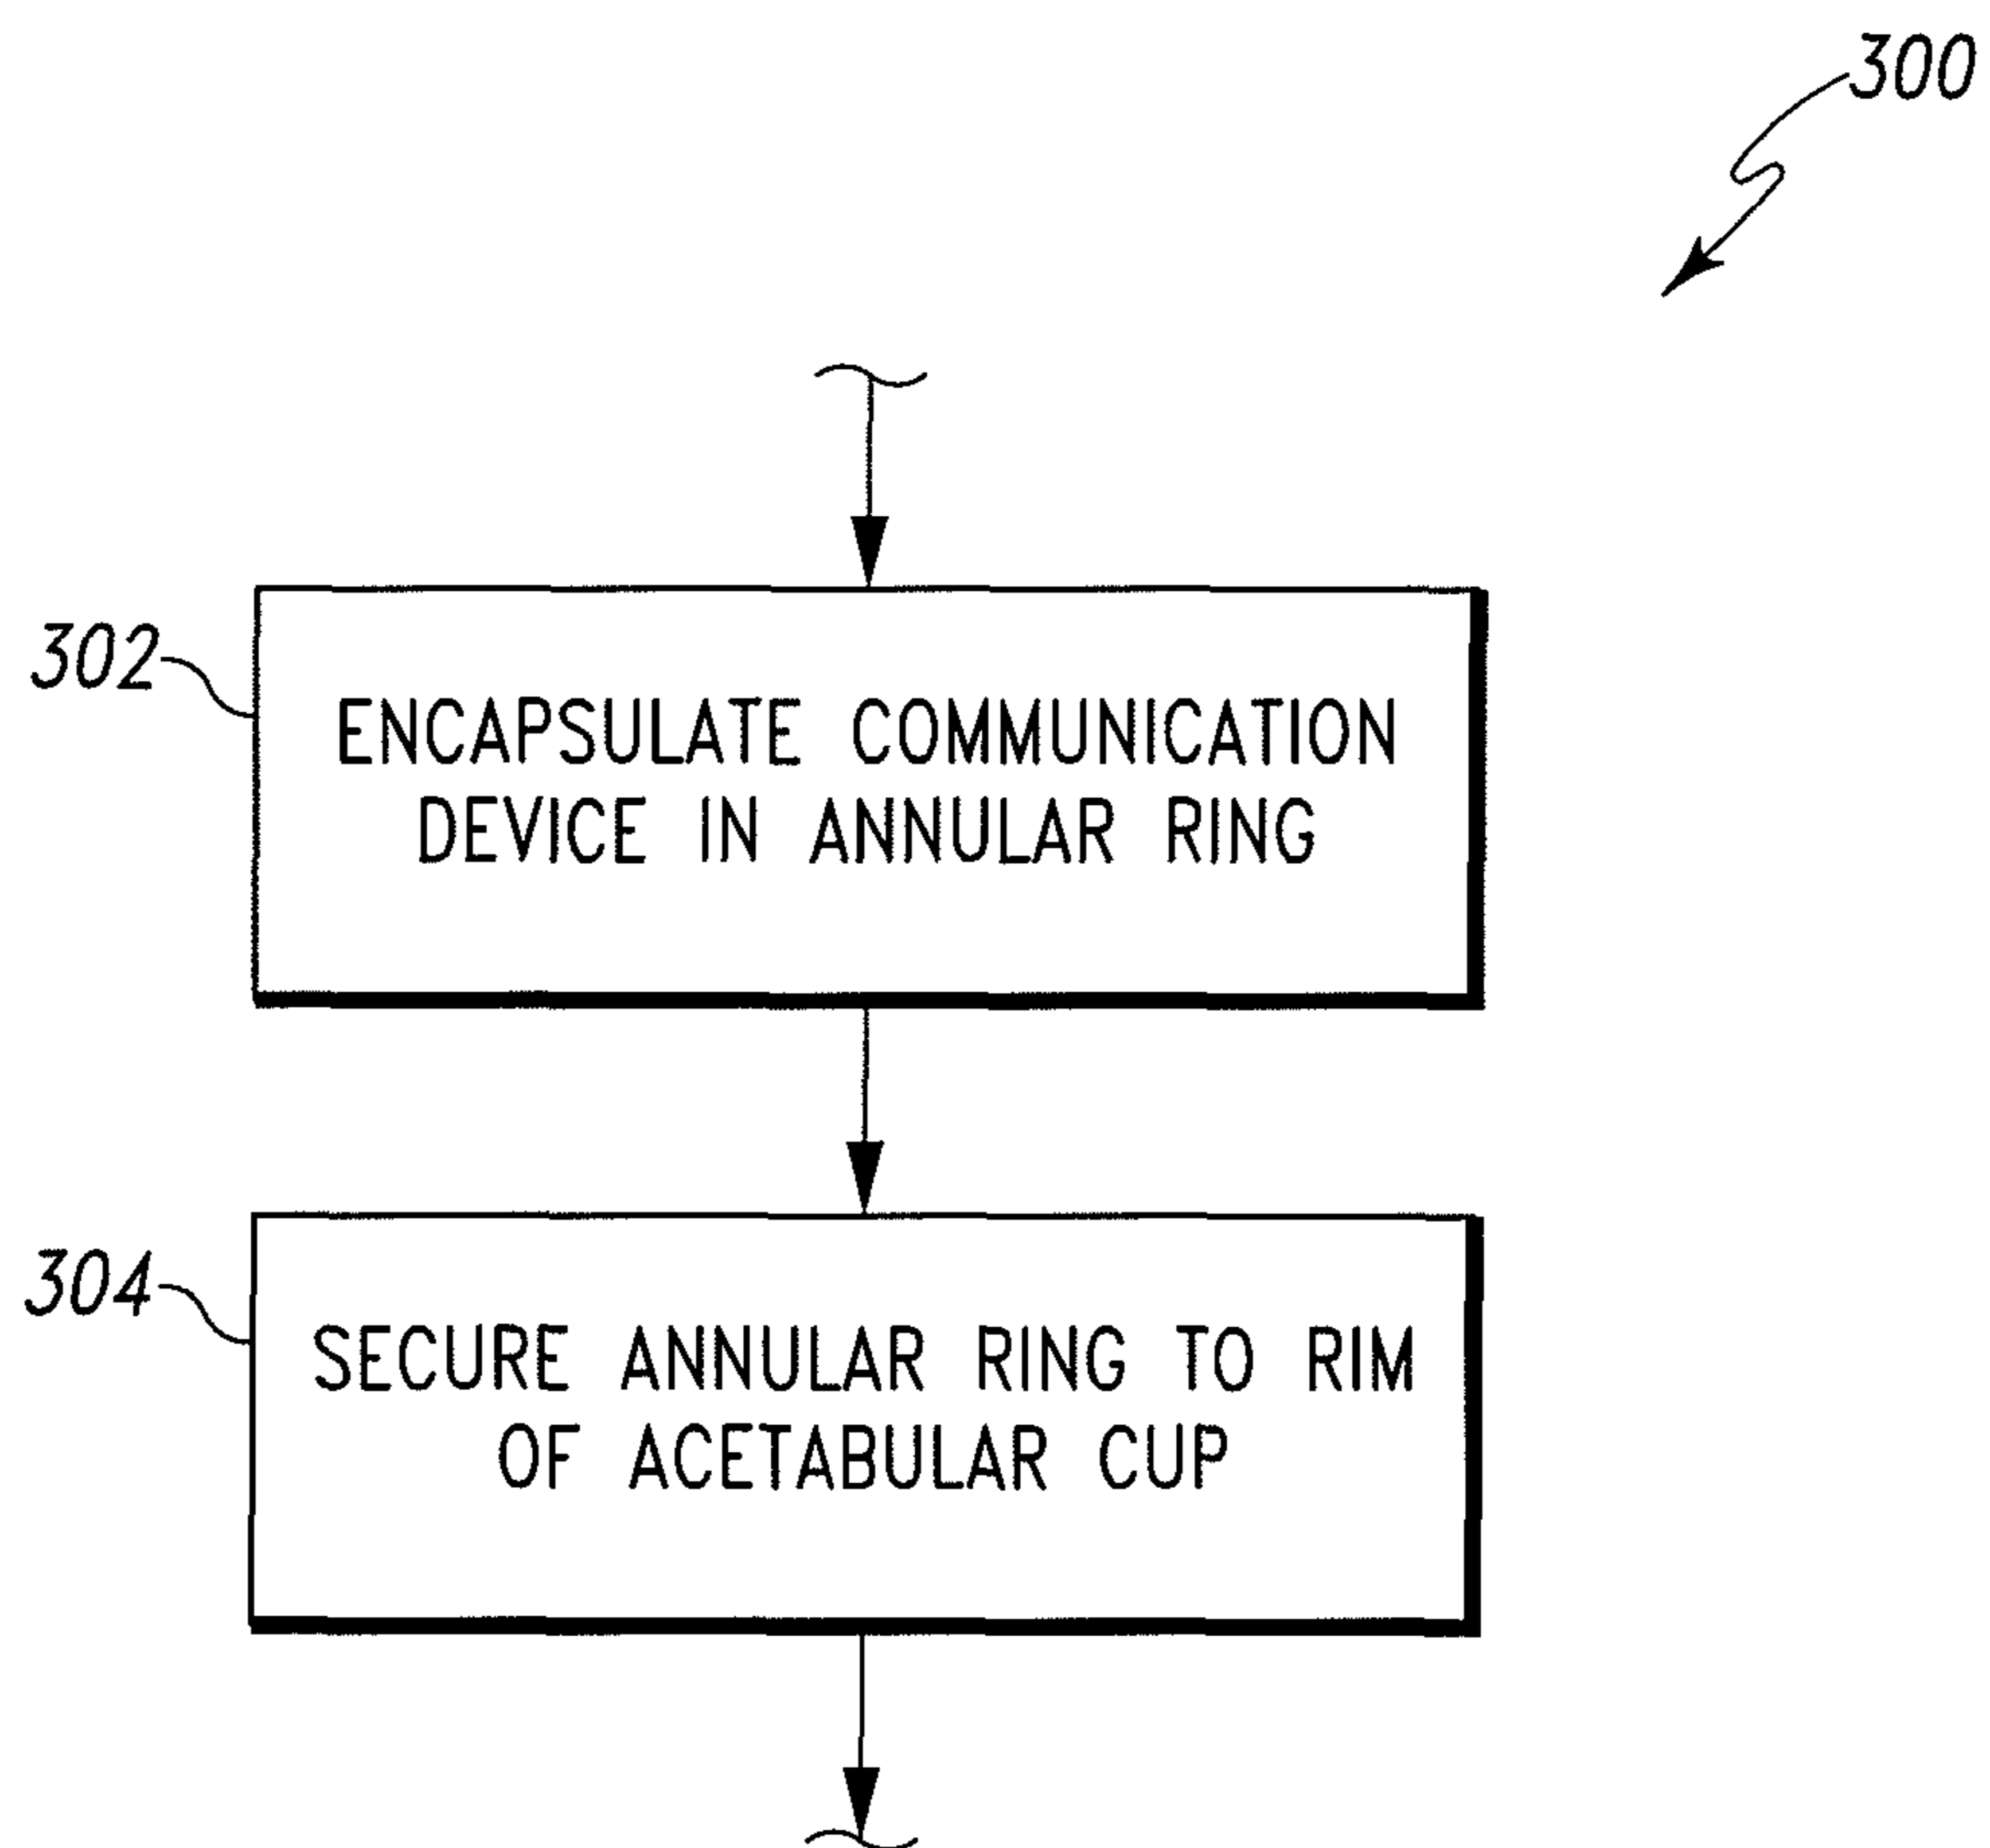 300
302
ENCAPSULATE COMMUNICATION
DEVICE IN ANNULAR RING
304
SECURE ANNULAR RING TO RIM
OF ACETABULAR CUP